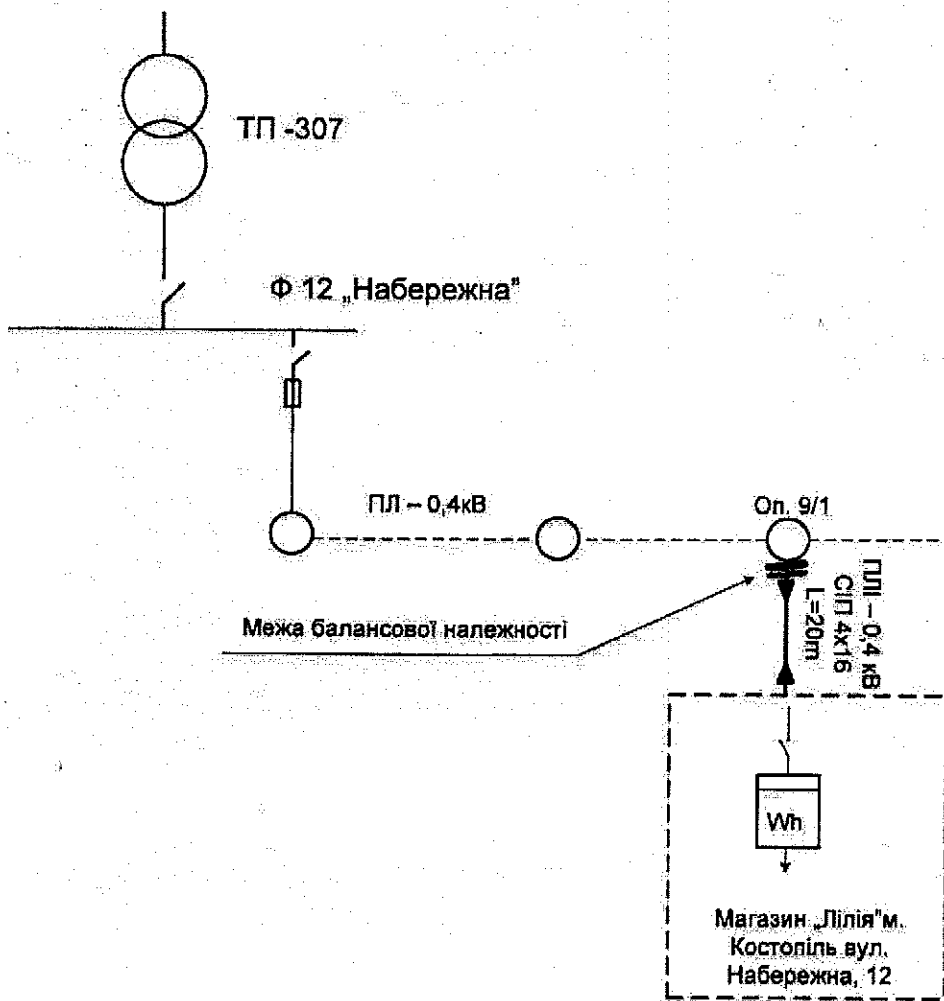 ТП -307
Ф 12 „Набережна”
ПЛ – 0,4кВ
Оп. 9/1
ПЛІ – 0,4 кВ
СІП 4х16
L=20m
Межа балансової належності
Wh
Магазин „Лілія”м.
Костопіль вул.
Набережна, 12